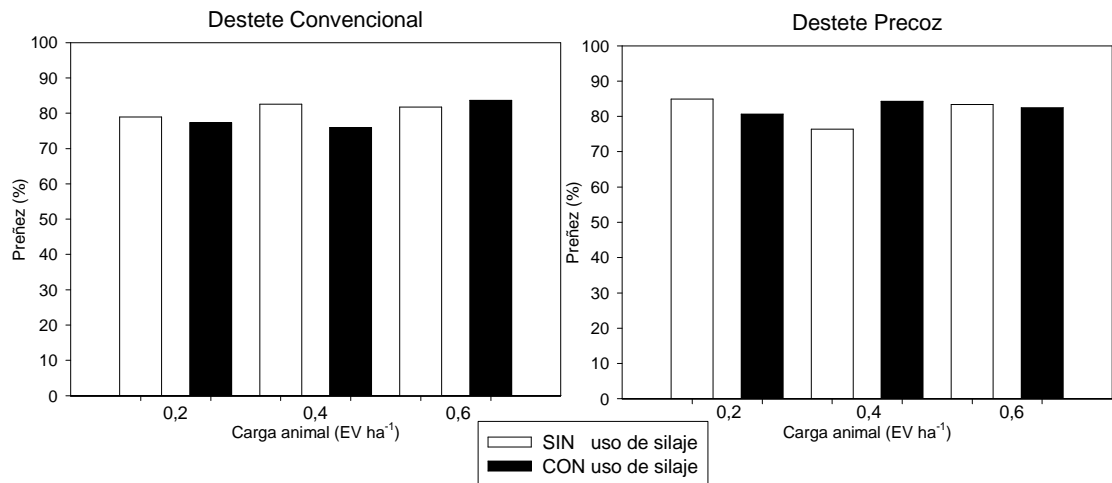 Destete Convencional
Preñez (%)
100
90
80
70
60
50
40
30
20
10
0
0,2 0,4 0,6
Carga animal (EV ha⁻¹)
Destete Precoz
Preñez (%)
100
90
80
70
60
50
40
30
20
10
0
0,2 0,4 0,6
Carga animal (EV ha⁻¹)
SIN uso de silaje
CON uso de silaje